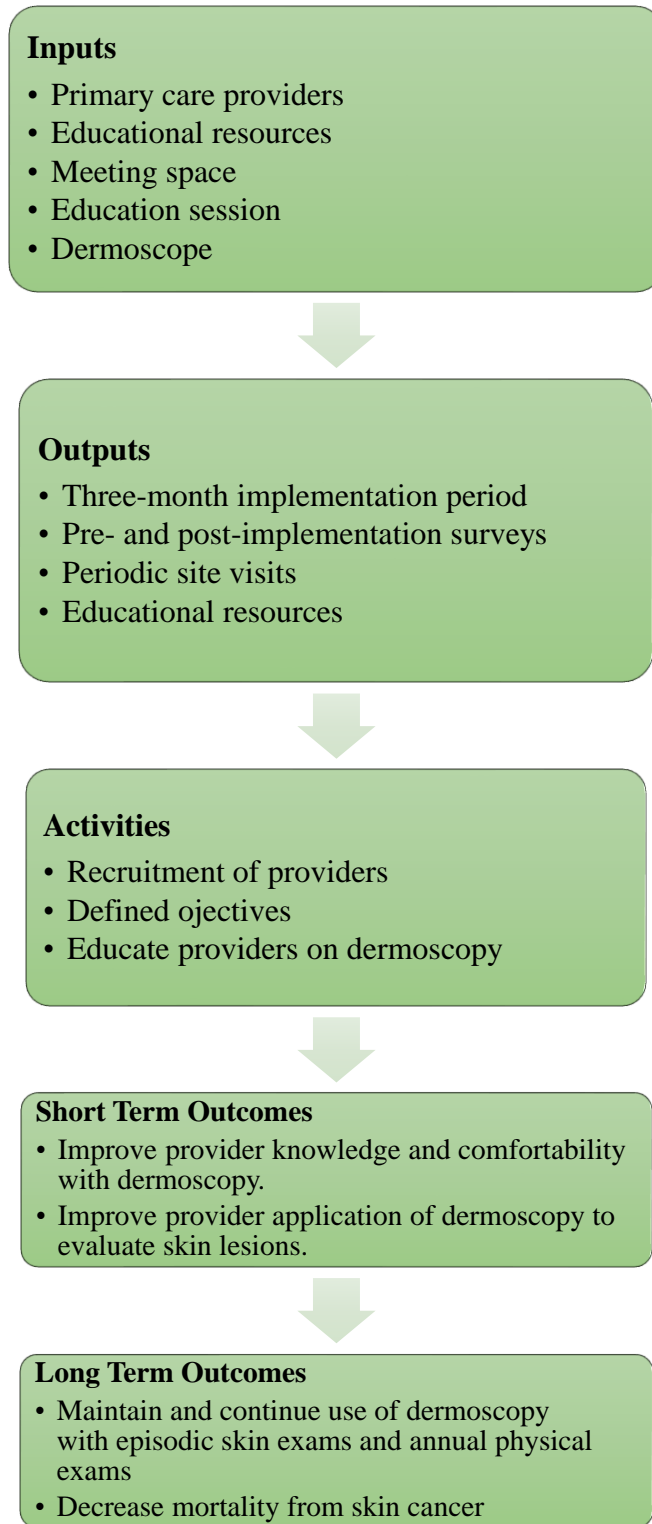 Inputs
• Primary care providers
• Educational resources
• Meeting space
• Education session
• Dermoscope
Outputs
• Three-month implementation period
• Pre- and post-implementation surveys
• Periodic site visits
• Educational resources
Activities
• Recruitment of providers
• Defined ojectives
• Educate providers on dermoscopy
Short Term Outcomes
• Improve provider knowledge and comfortability
with dermoscopy.
• Improve provider application of dermoscopy to
evaluate skin lesions.
Long Term Outcomes
• Maintain and continue use of dermoscopy
with episodic skin exams and annual physical
exams
• Decrease mortality from skin cancer